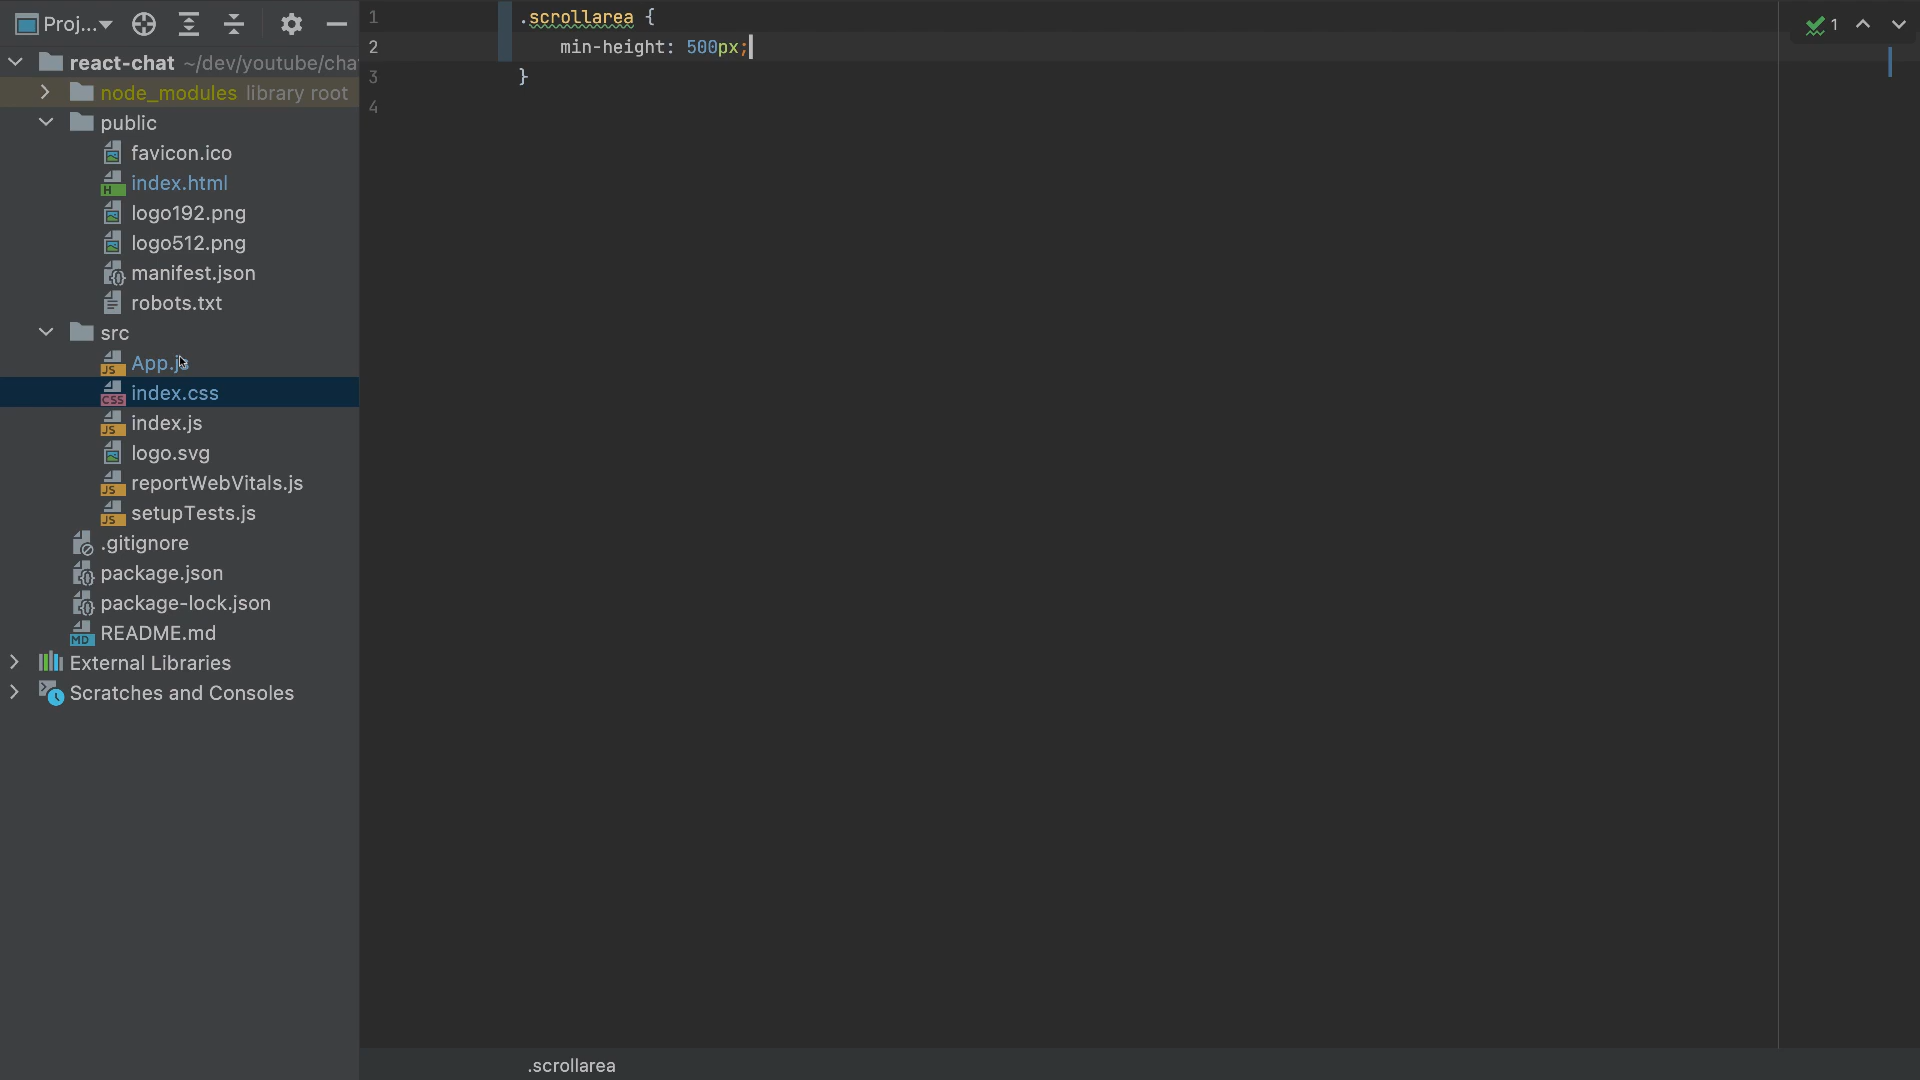 Proj...
react-chat ~/dev/youtube/cha
node_modules library root
public
favicon.ico
index.html
logo192.png
logo512.png
manifest.json
robots.txt
src
App.js
index.css
index.js
logo.svg
reportWebVitals.js
setupTests.js
.gitignore
package.json
package-lock.json
README.md
External Libraries
Scratches and Consoles
1 .scrollarea {
2 min-height: 500px;
3 }
4
1
.scrollarea